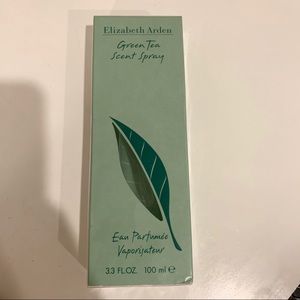 Elizabeth Arden
Green Tea
Scent Spray
Eau Parfumée
Vaporisateur
3.3 FL.OZ. 100 ml ℮